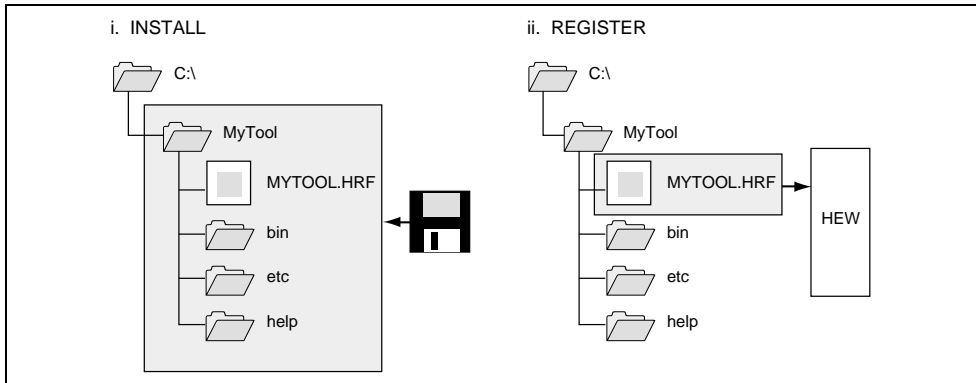 i. INSTALL
C:\
MyTool
MYTOOL.HRF
bin
etc
help
ii. REGISTER
C:\
MyTool
MYTOOL.HRF
bin
etc
help
HEW